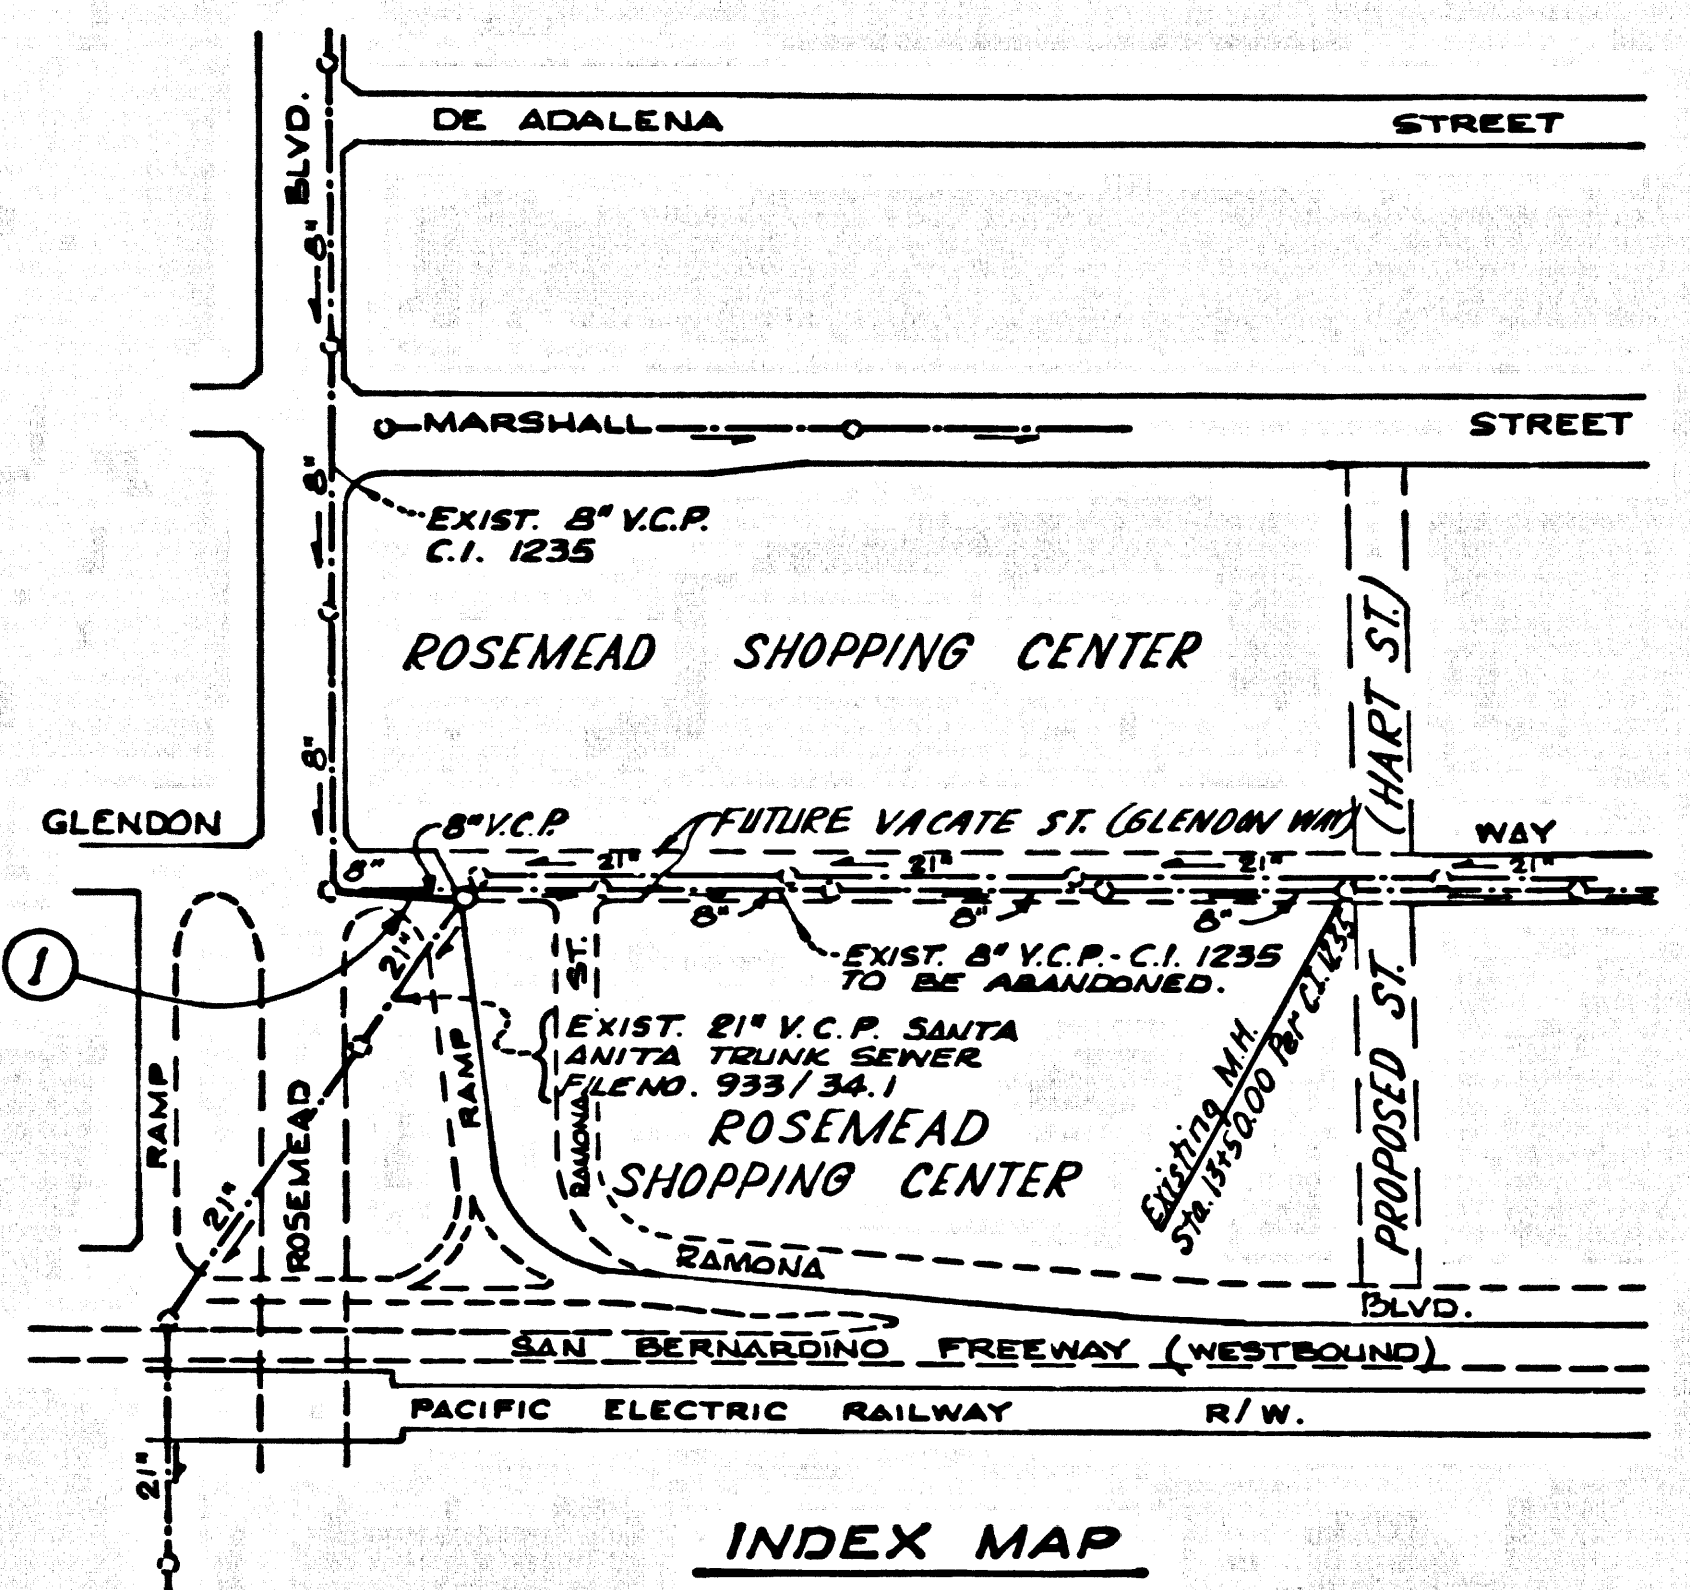 BLVD.
DE ADALENA STREET
8"
MARSHALL STREET
8"
EXIST. 8" V.C.P.
C.I. 1235
ROSEMEAD SHOPPING CENTER
(HART ST.)
8"
GLENDON
8" V.C.P.
FUTURE VACATE ST. (GLENDON WAY)
WAY
8"
21"
21"
21"
21"
8"
8"
8"
1
21"
ST.
EXIST. 8" V.C.P. - C.I. 1235
TO BE ABANDONED.
EXIST. 21" V.C.P. SANTA
ANITA TRUNK SEWER
FILE NO. 933/34.1
RAMP
ROSEMEAD
RAMP
RAMONA
ROSEMEAD
SHOPPING CENTER
Existing M.H.
Sta. 13+50.00 Per C.I. 1235
PROPOSED ST.
21"
RAMONA
BLVD.
SAN BERNARDINO FREEWAY (WESTBOUND)
PACIFIC ELECTRIC RAILWAY R/W.
21"
INDEX MAP